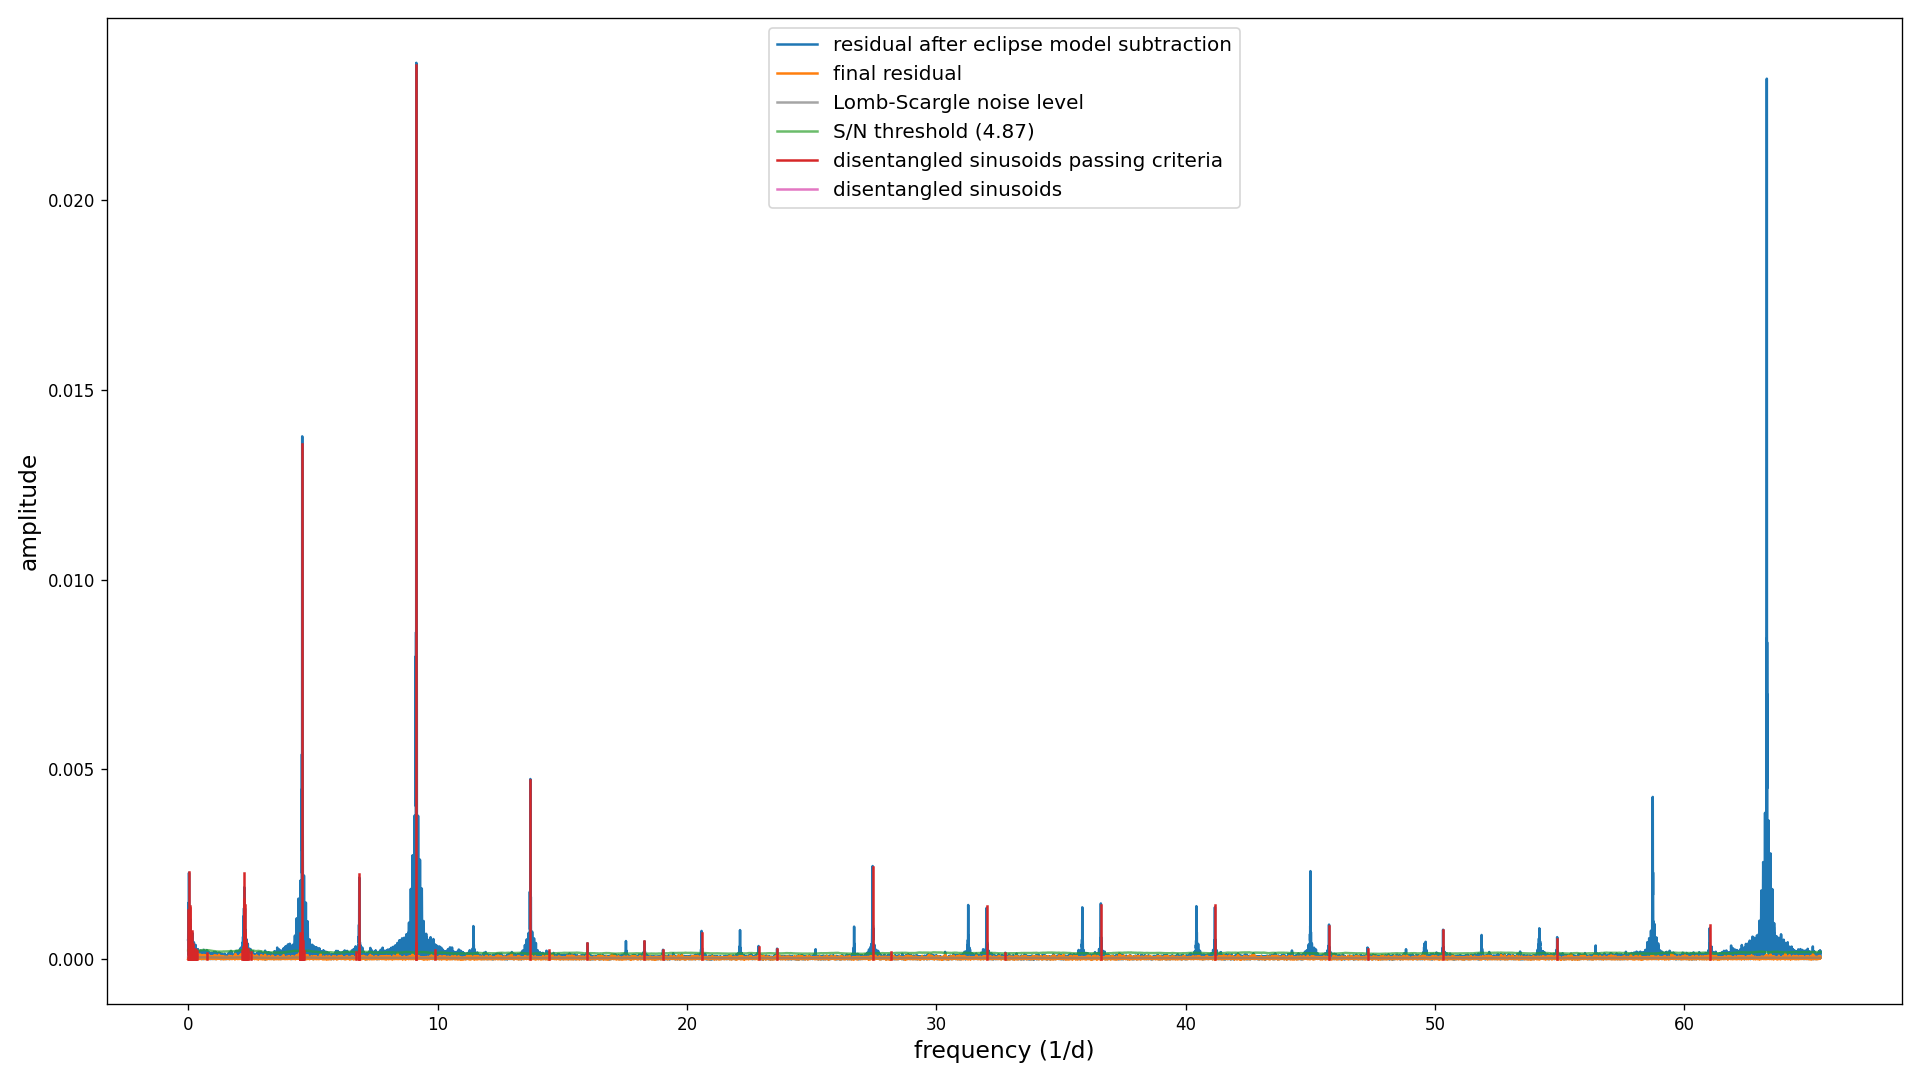 residual after eclipse model subtraction
final residual
Lomb-Scargle noise level
S/N threshold (4.87)
disentangled sinusoids passing criteria
disentangled sinusoids
0.020
0.015
0.010
0.005
0.000
amplitude
0 10 20 30 40 50 60
frequency (1/d)